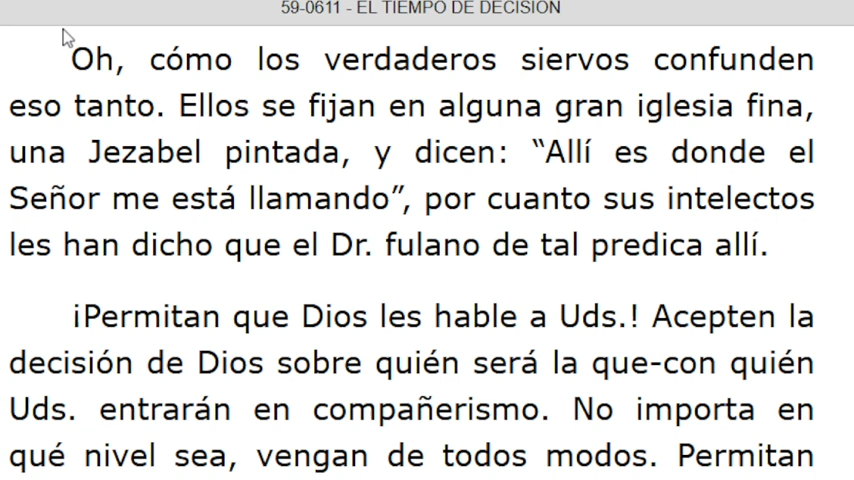 59-0611 - EL TIEMPO DE DECISIÓN
Oh, cómo los verdaderos siervos confunden
eso tanto. Ellos se fijan en alguna gran iglesia fina,
una Jezabel pintada, y dicen: “Allí es donde el
Señor me está llamando”, por cuanto sus intelectos
les han dicho que el Dr. fulano de tal predica allí.
¡Permitan que Dios les hable a Uds.! Acepten la
decisión de Dios sobre quién será la que-con quién
Uds. entrarán en compañerismo. No importa en
qué nivel sea, vengan de todos modos. Permitan